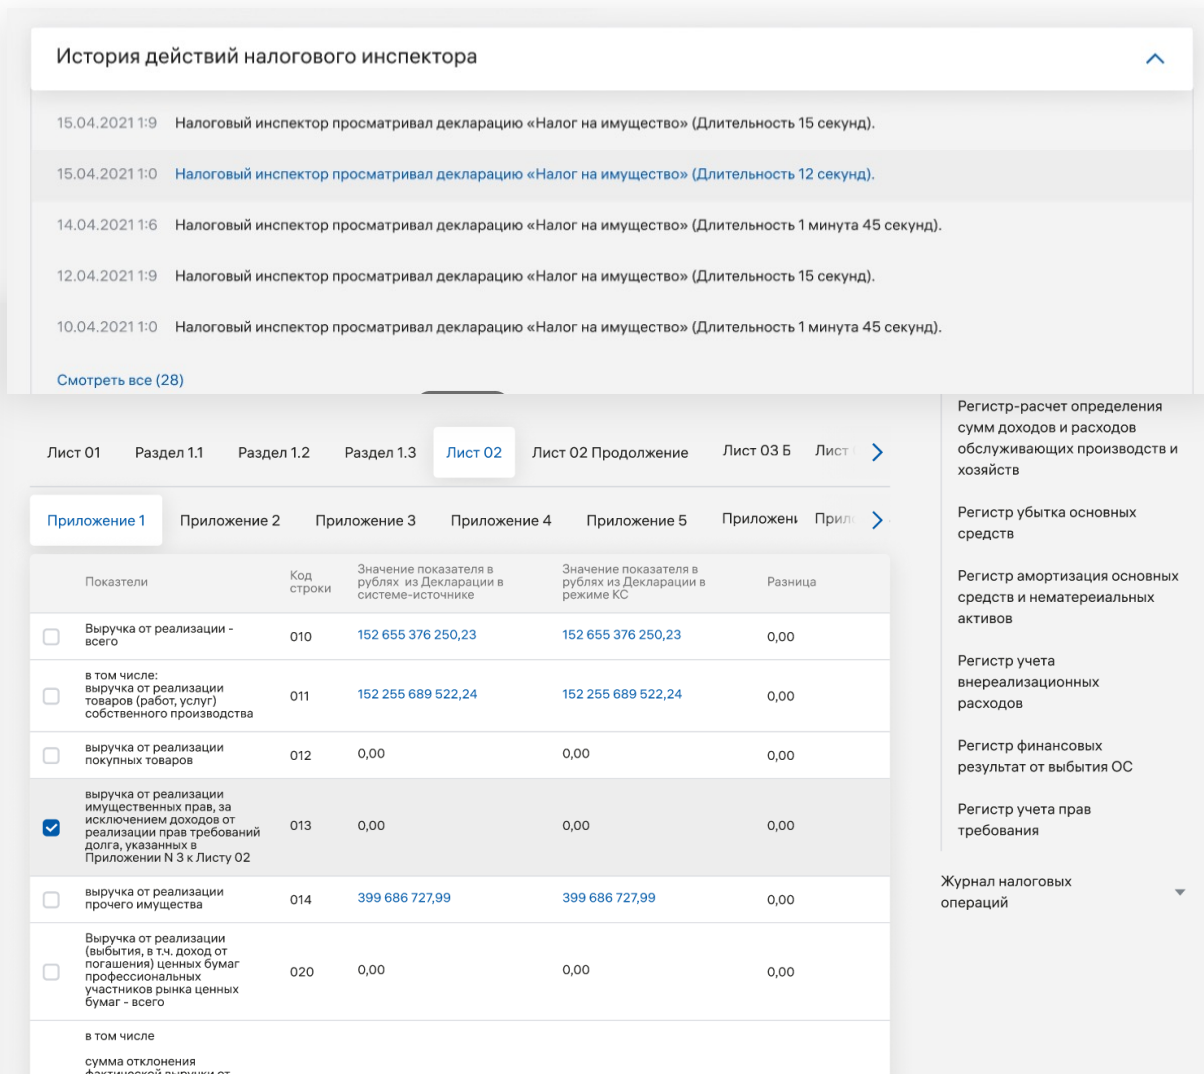 История действий налогового инспектора
15.04.2021 1:9 Налоговый инспектор просматривал декларацию «Налог на имущество» (Длительность 15 секунд).
15.04.2021 1:0 Налоговый инспектор просматривал декларацию «Налог на имущество» (Длительность 12 секунд).
14.04.2021 1:6 Налоговый инспектор просматривал декларацию «Налог на имущество» (Длительность 1 минута 45 секунд).
12.04.2021 1:9 Налоговый инспектор просматривал декларацию «Налог на имущество» (Длительность 15 секунд).
10.04.2021 1:0 Налоговый инспектор просматривал декларацию «Налог на имущество» (Длительность 1 минута 45 секунд).
Смотреть все (28)
Лист 01 Раздел 1.1 Раздел 1.2 Раздел 1.3 Лист 02 Лист 02 Продолжение Лист 03 Б Лист
Приложение 1 Приложение 2 Приложение 3 Приложение 4 Приложение 5 Приложени Прил
Показтели
Код
строки
Значение показателя в
рублях из Декларации в
системе-источнике
Значение показателя в
рублях из Декларации в
режиме КС
Разница
Выручка от реализации -
всего
010 152 655 376 250,23 152 655 376 250,23 0,00
в том числе:
выручка от реализации
товаров (работ, услуг)
собственного производства
011 152 255 689 522,24 152 255 689 522,24 0,00
выручка от реализации
покупных товаров
012 0,00 0,00 0,00
выручка от реализации
имущественных прав, за
исключением доходов от
реализации прав требований
долга, указанных в
Приложении N 3 к Листу 02
013 0,00 0,00 0,00
выручка от реализации
прочего имущества
014 399 686 727,99 399 686 727,99 0,00
Выручка от реализации
(выбытия, в т.ч. доход от
погашения) ценных бумаг
профессиональных
участников рынка ценных
бумаг - всего
020 0,00 0,00 0,00
в том числе
сумма отклонения
фактической выручки от
Регистр-расчет определения
сумм доходов и расходов
обслуживающих производств и
хозяйств
Регистр убытка основных
средств
Регистр амортизация основных
средств и нематереиальных
активов
Регистр учета
внереализационных
расходов
Регистр финансовых
результат от выбытия ОС
Регистр учета прав
требования
Журнал налоговых
операций